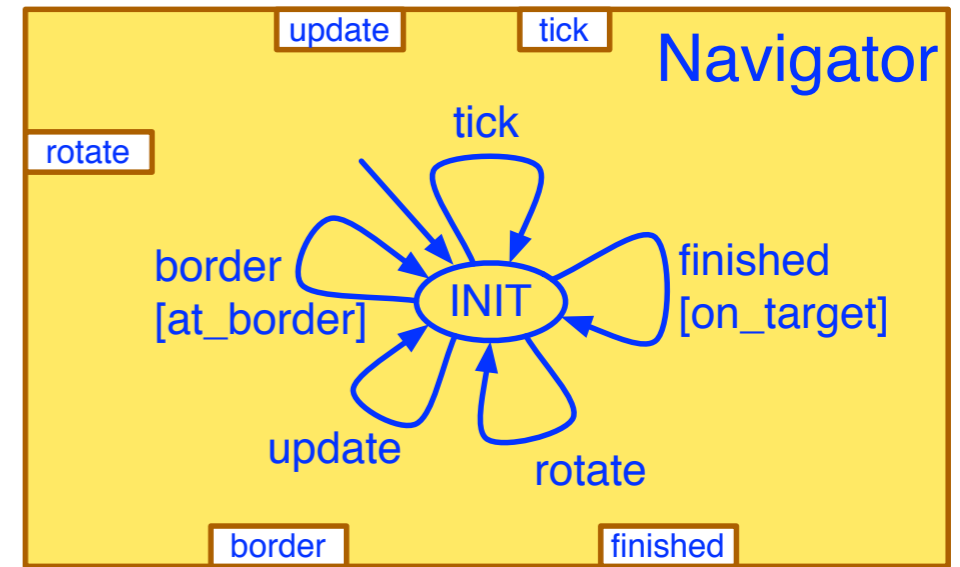 update
tick
Navigator
rotate
tick
border
[at_border]
INIT
finished
[on_target]
update
rotate
border
finished